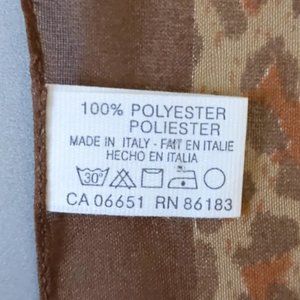 100% POLYESTER
POLIESTER
MADE IN ITALY - FAIT EN ITALIE
HECHO EN ITALIA
30°
CA 06651 RN 86183